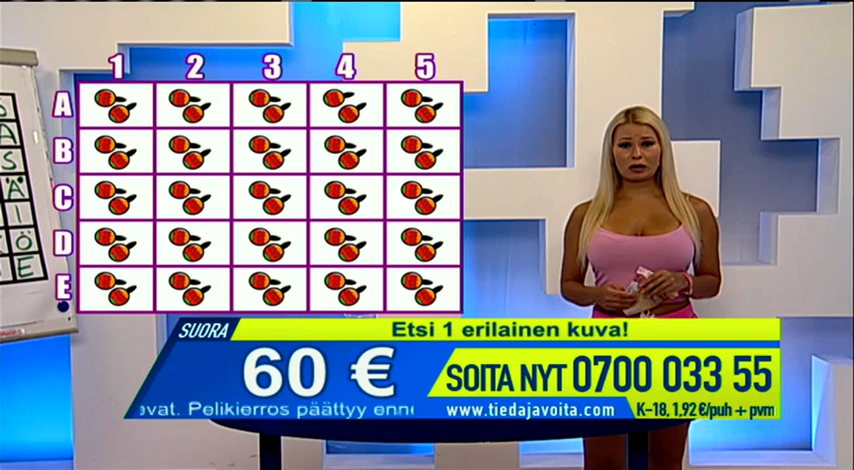 1 2 3 4 5
A
B
C
D
E
S
A
S
Ä
I
Ö
E
SUORA
Etsi 1 erilainen kuva!
60 €
SOITA NYT 0700 033 55
Pelikierros päättyy
www.tiedajavoita.com
K-18, 1,92 €/puh + pvm